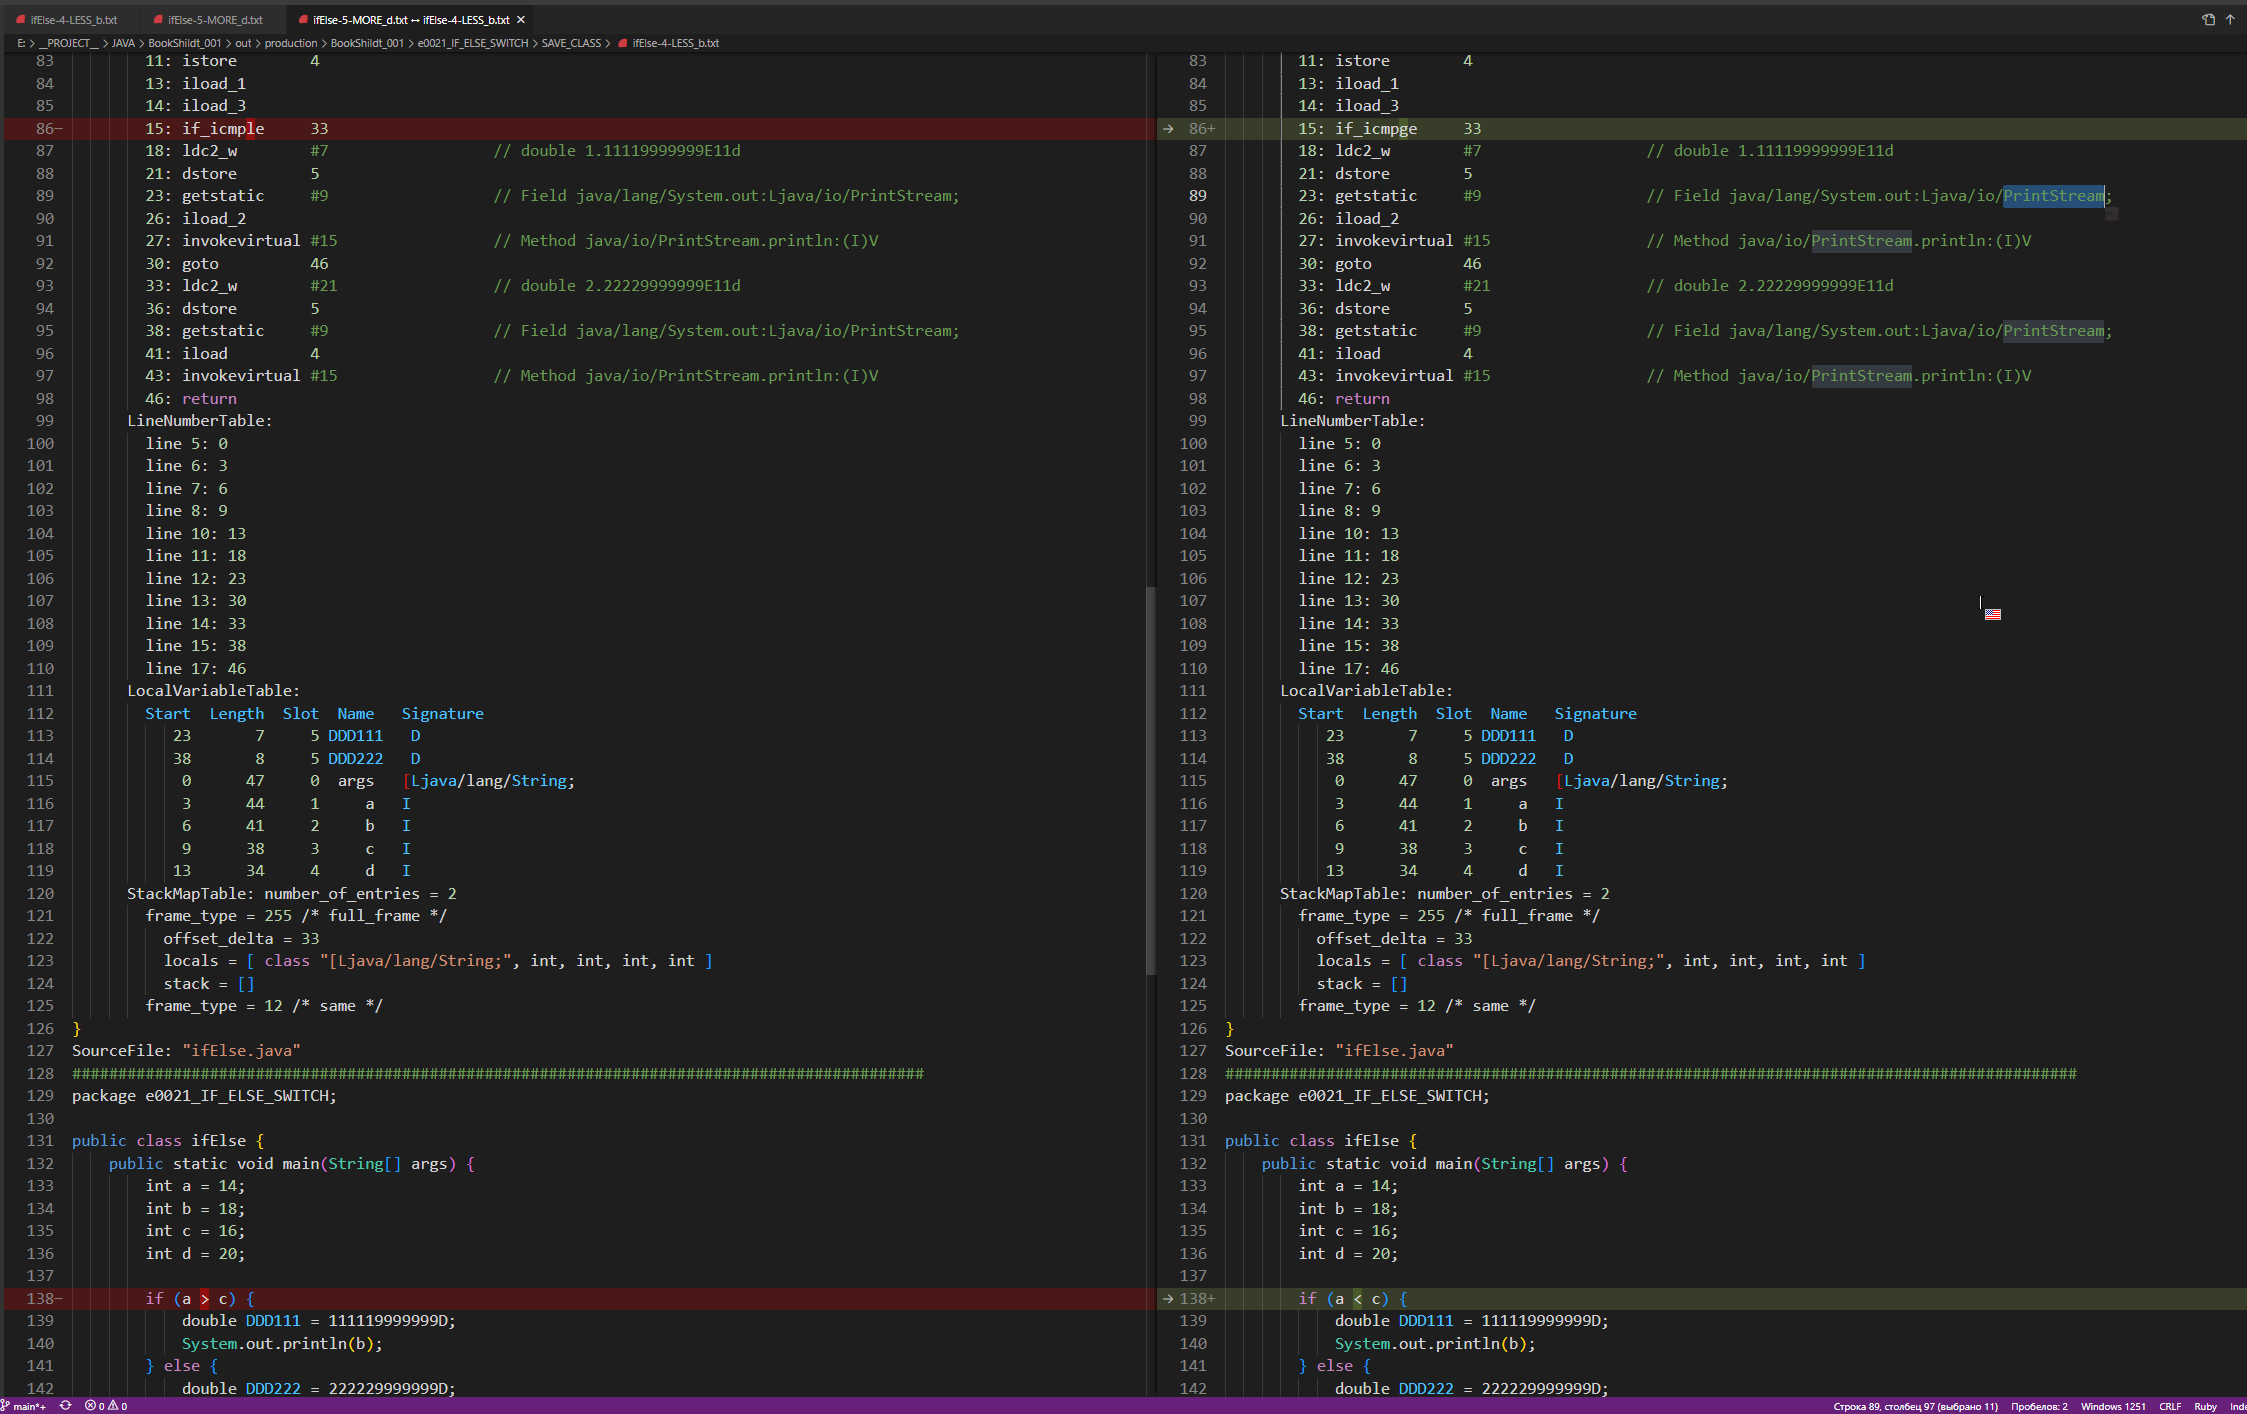 ifElse-4-LESS_b.txt ifElse-5-MORE_d.txt ifElse-5-MORE_d.txt ↔ ifElse-4-LESS_b.txt ×
E: > __PROJECT__ > JAVA > BookShildt_001 > out > production > BookShildt_001 > e0021_IF_ELSE_SWITCH > SAVE_CLASS > ifElse-4-LESS_b.txt
83 11: istore 4
84 13: iload_1
85 14: iload_3
86− 15: if_icmple 33
87 18: ldc2_w #7 // double 1.11119999999E11d
88 21: dstore 5
89 23: getstatic #9 // Field java/lang/System.out:Ljava/io/PrintStream;
90 26: iload_2
91 27: invokevirtual #15 // Method java/io/PrintStream.println:(I)V
92 30: goto 46
93 33: ldc2_w #21 // double 2.22229999999E11d
94 36: dstore 5
95 38: getstatic #9 // Field java/lang/System.out:Ljava/io/PrintStream;
96 41: iload 4
97 43: invokevirtual #15 // Method java/io/PrintStream.println:(I)V
98 46: return
99 LineNumberTable:
100 line 5: 0
101 line 6: 3
102 line 7: 6
103 line 8: 9
104 line 10: 13
105 line 11: 18
106 line 12: 23
107 line 13: 30
108 line 14: 33
109 line 15: 38
110 line 17: 46
111 LocalVariableTable:
112 Start Length Slot Name Signature
113 23 7 5 DDD111 D
114 38 8 5 DDD222 D
115 0 47 0 args [Ljava/lang/String;
116 3 44 1 a I
117 6 41 2 b I
118 9 38 3 c I
119 13 34 4 d I
120 StackMapTable: number_of_entries = 2
121 frame_type = 255 /* full_frame */
122 offset_delta = 33
123 locals = [ class "[Ljava/lang/String;", int, int, int, int ]
124 stack = []
125 frame_type = 12 /* same */
126 }
127 SourceFile: "ifElse.java"
128 #############################################################################################
129 package e0021_IF_ELSE_SWITCH;
130
131 public class ifElse {
132 public static void main(String[] args) {
133 int a = 14;
134 int b = 18;
135 int c = 16;
136 int d = 20;
137
138− if (a > c) {
139 double DDD111 = 111119999999D;
140 System.out.println(b);
141 } else {
142 double DDD222 = 222229999999D;
83 11: istore 4
84 13: iload_1
85 14: iload_3
→ 86+ 15: if_icmpge 33
87 18: ldc2_w #7 // double 1.11119999999E11d
88 21: dstore 5
89 23: getstatic #9 // Field java/lang/System.out:Ljava/io/PrintStream;
90 26: iload_2
91 27: invokevirtual #15 // Method java/io/PrintStream.println:(I)V
92 30: goto 46
93 33: ldc2_w #21 // double 2.22229999999E11d
94 36: dstore 5
95 38: getstatic #9 // Field java/lang/System.out:Ljava/io/PrintStream;
96 41: iload 4
97 43: invokevirtual #15 // Method java/io/PrintStream.println:(I)V
98 46: return
99 LineNumberTable:
100 line 5: 0
101 line 6: 3
102 line 7: 6
103 line 8: 9
104 line 10: 13
105 line 11: 18
106 line 12: 23
107 line 13: 30
108 line 14: 33
109 line 15: 38
110 line 17: 46
111 LocalVariableTable:
112 Start Length Slot Name Signature
113 23 7 5 DDD111 D
114 38 8 5 DDD222 D
115 0 47 0 args [Ljava/lang/String;
116 3 44 1 a I
117 6 41 2 b I
118 9 38 3 c I
119 13 34 4 d I
120 StackMapTable: number_of_entries = 2
121 frame_type = 255 /* full_frame */
122 offset_delta = 33
123 locals = [ class "[Ljava/lang/String;", int, int, int, int ]
124 stack = []
125 frame_type = 12 /* same */
126 }
127 SourceFile: "ifElse.java"
128 #############################################################################################
129 package e0021_IF_ELSE_SWITCH;
130
131 public class ifElse {
132 public static void main(String[] args) {
133 int a = 14;
134 int b = 18;
135 int c = 16;
136 int d = 20;
137
→ 138+ if (a < c) {
139 double DDD111 = 111119999999D;
140 System.out.println(b);
141 } else {
142 double DDD222 = 222229999999D;
main*+ 0 0 Строка 89, столбец 97 (выбрано 11) Пробелов: 2 Windows 1251 CRLF Ruby Inde